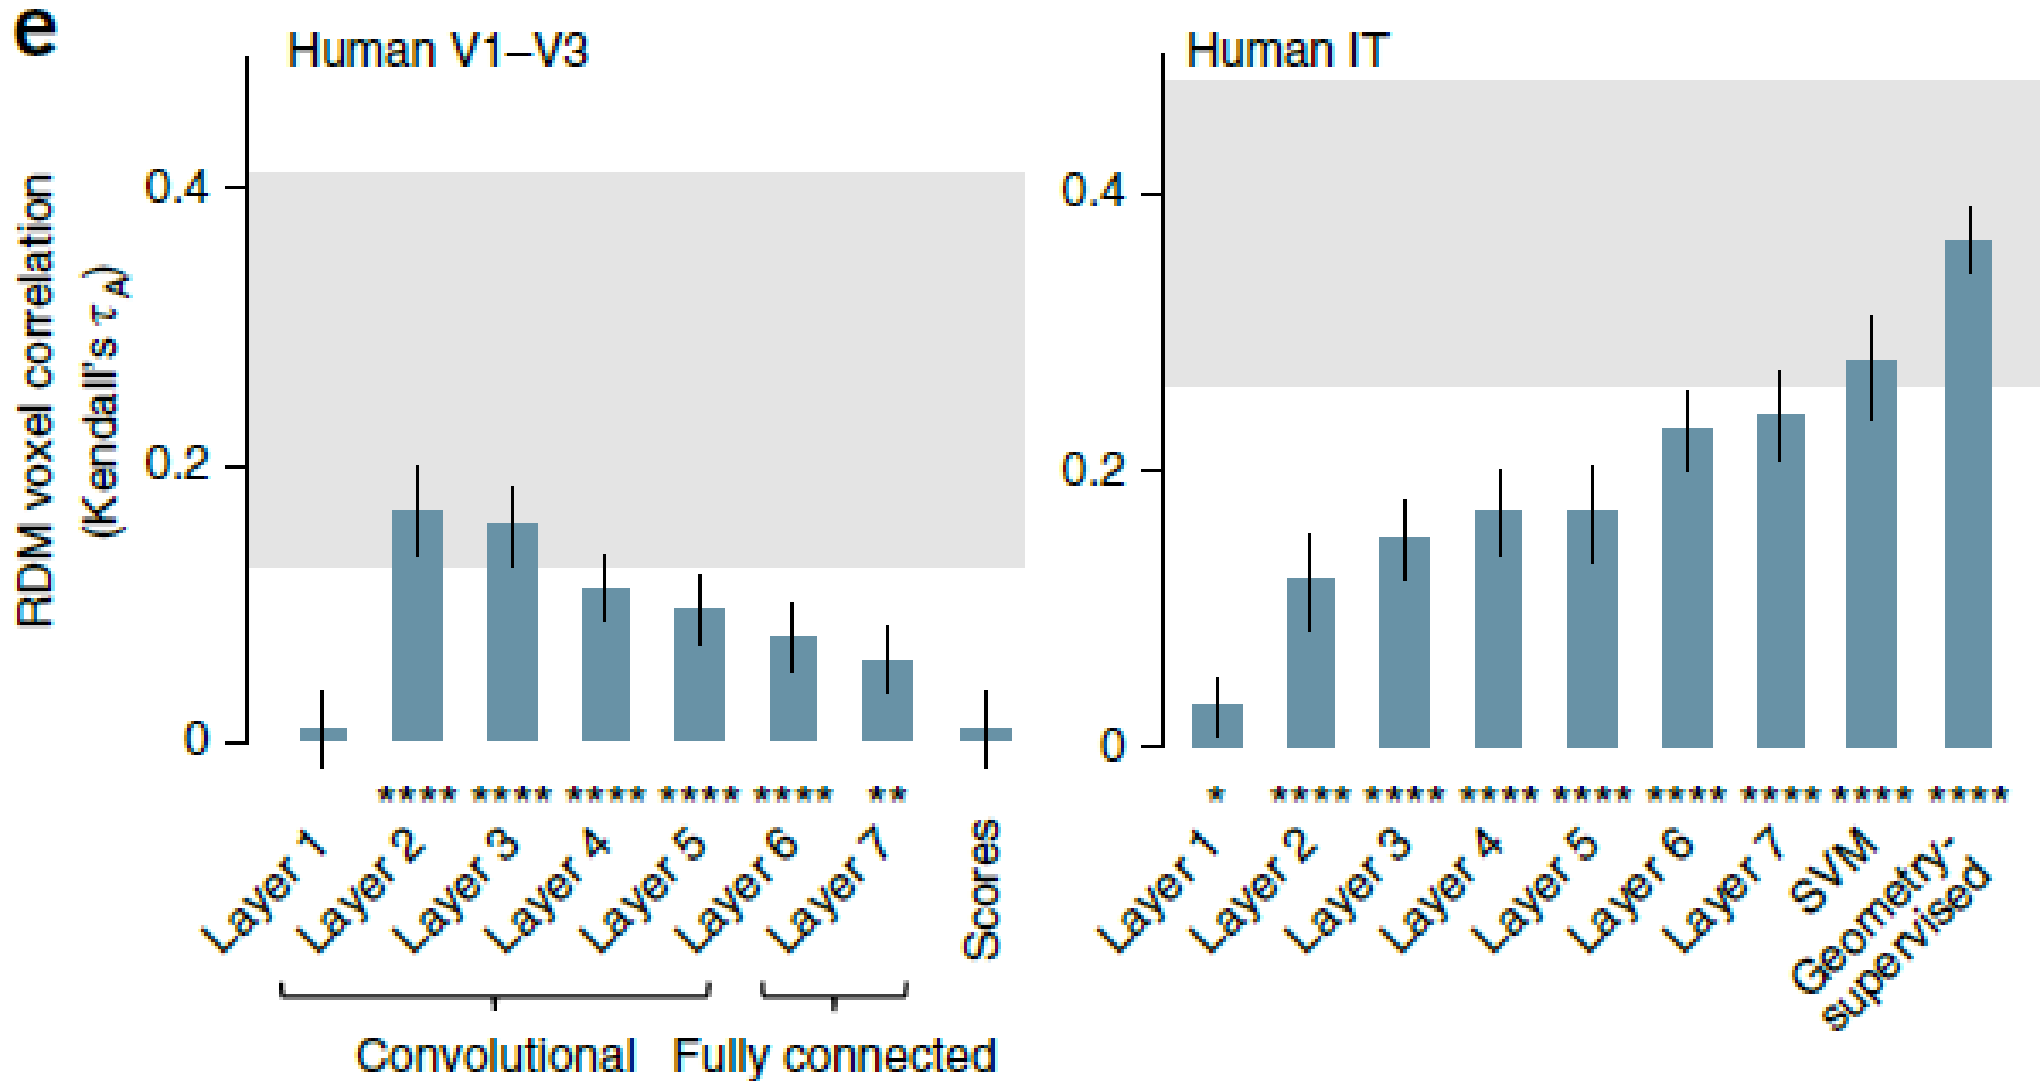 e
Human V1–V3
RDM voxel correlation
(Kendall's τ A)
0.4
0.2
0
**** **** **** **** **** **
Layer 1
Layer 2
Layer 3
Layer 4
Layer 5
Layer 6
Layer 7
Scores
Convolutional
Fully connected
Human IT
0.4
0.2
0
* **** **** **** **** **** **** **** ****
Layer 1
Layer 2
Layer 3
Layer 4
Layer 5
Layer 6
Layer 7
SVM
Geometry-
supervised